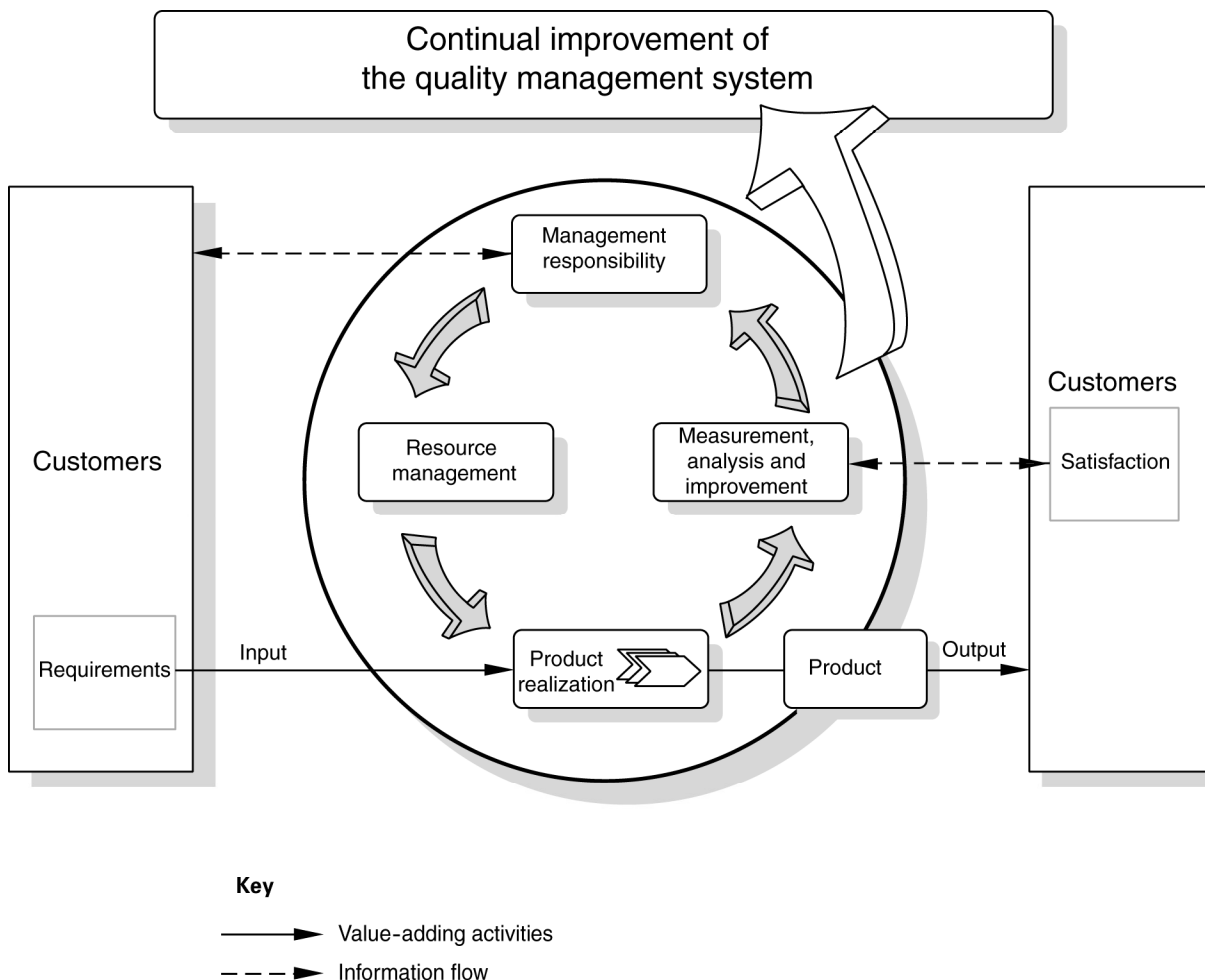 Continual improvement of
the quality management system
Management
responsibility
Customers
Resource
management
Measurement,
analysis and
improvement
Customers
Satisfaction
Requirements
Input
Product
realization
Product
Output
Key
Value-adding activities
Information flow